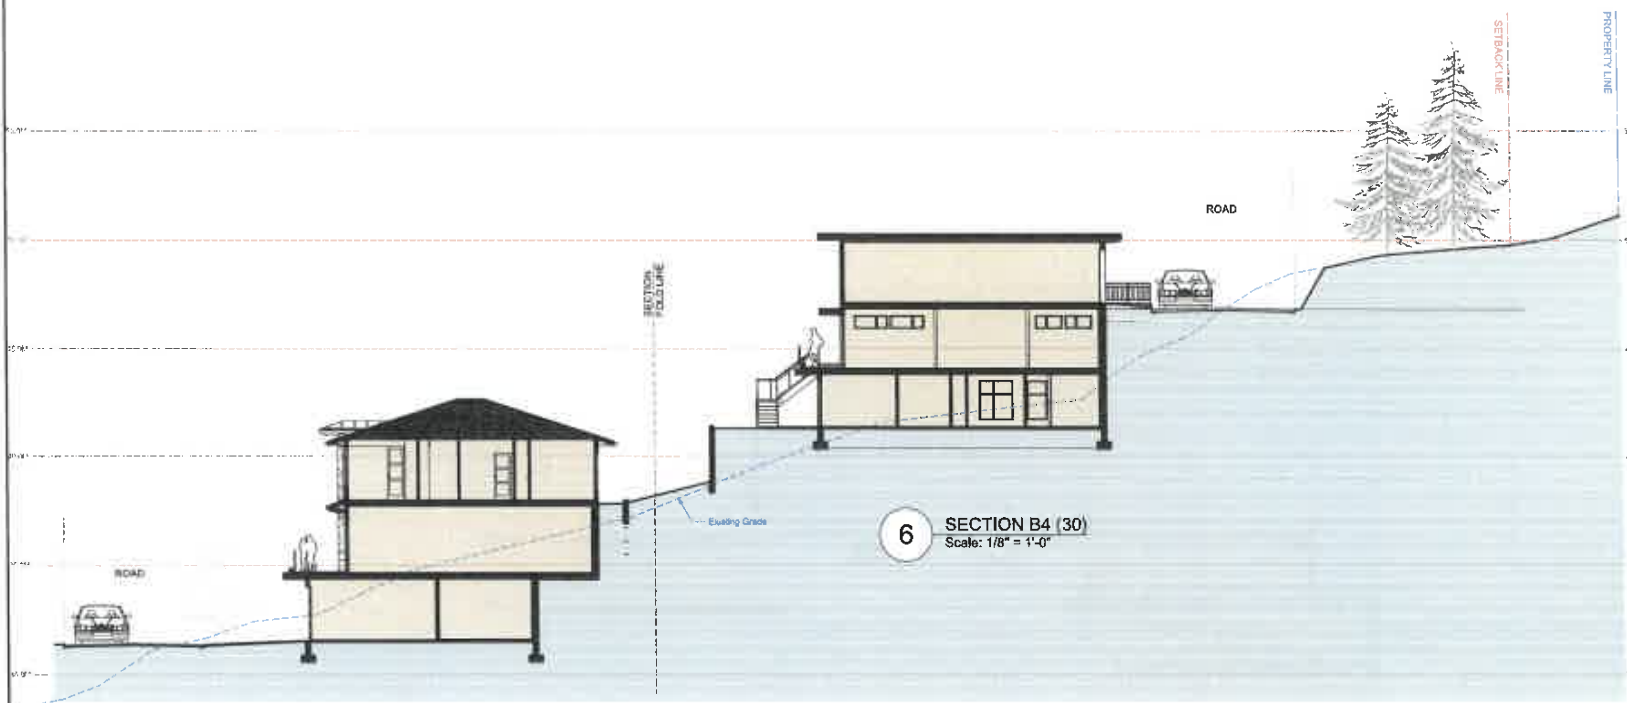 SETBACK LINE
PROPERTY LINE
ROAD
SECTION
FOLD LINE
Existing Grade
6
SECTION B4 (30)
Scale: 1/8" = 1'-0"
ROAD